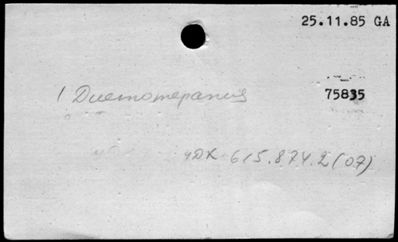 25.11.85 GA
1 Диетотерапия
75835
УДК 615.874.2(07)